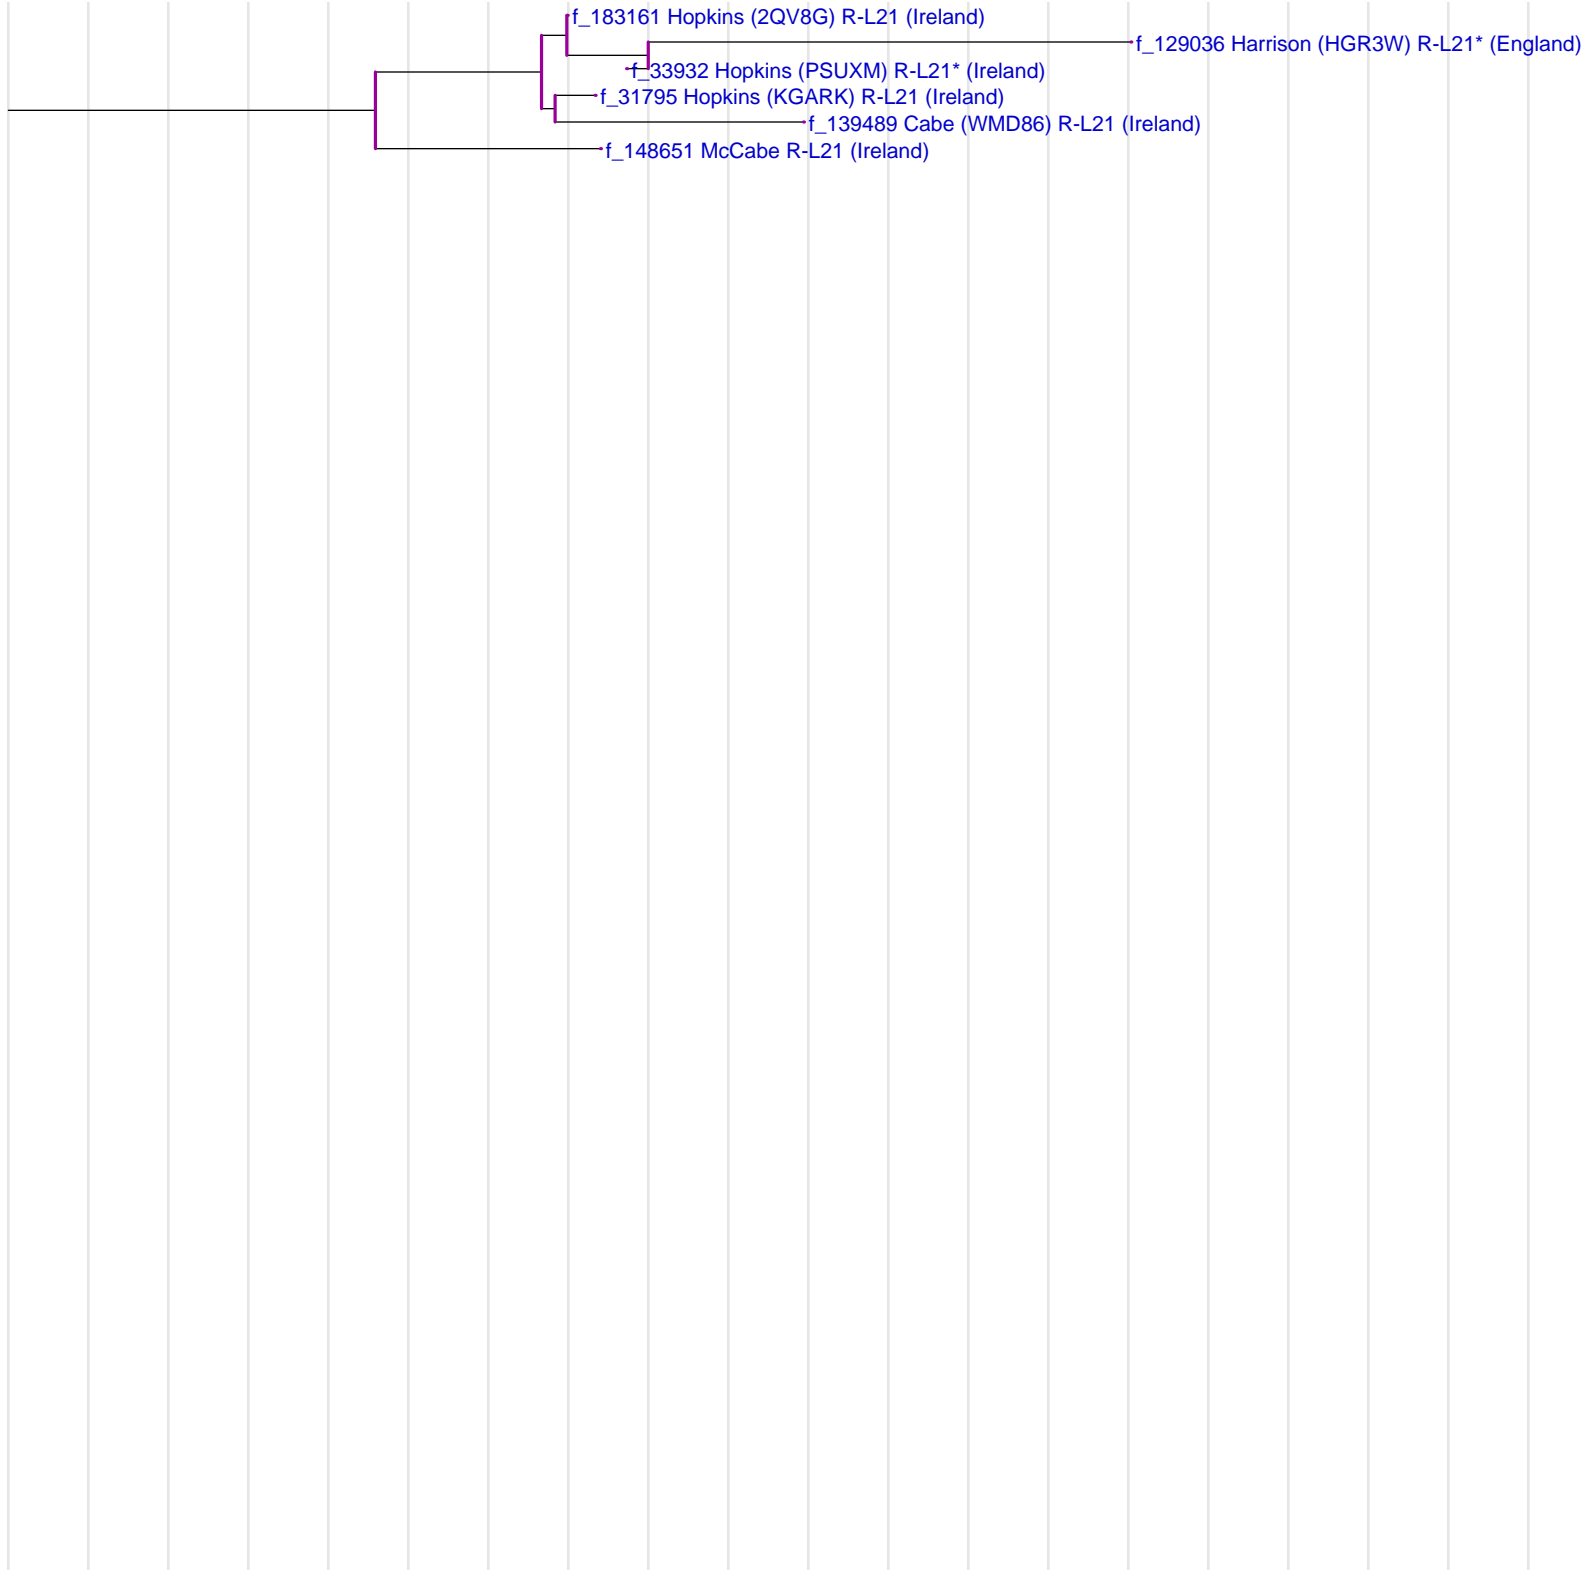 f_183161 Hopkins (2QV8G) R-L21 (Ireland)
f_129036 Harrison (HGR3W) R-L21* (England)
f_33932 Hopkins (PSUXM) R-L21* (Ireland)
f_31795 Hopkins (KGARK) R-L21 (Ireland)
f_139489 Cabe (WMD86) R-L21 (Ireland)
f_148651 McCabe R-L21 (Ireland)